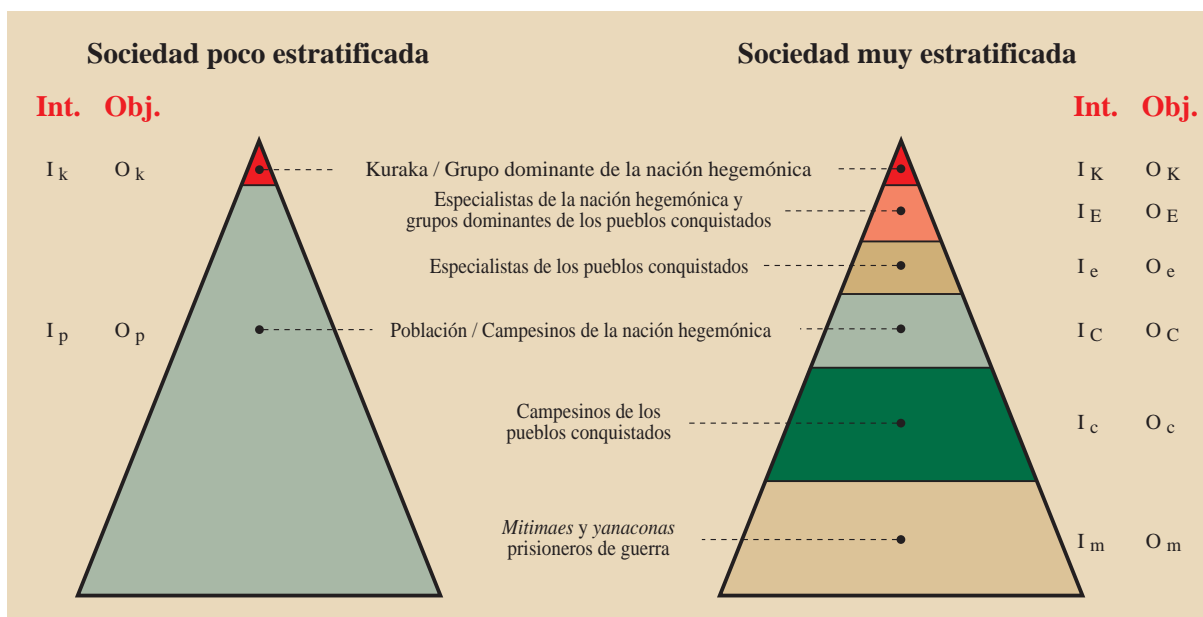 Sociedad poco estratificada
Sociedad muy estratificada
Int. Obj.
Int. Obj.
I k O k
Kuraka / Grupo dominante de la nación hegemónica
I K O K
Especialistas de la nación hegemónica y
grupos dominantes de los pueblos conquistados
I E O E
Especialistas de los pueblos conquistados
I e O e
I p O p
Población / Campesinos de la nación hegemónica
I C O C
Campesinos de los
pueblos conquistados
I c O c
Mitimaes y yanaconas
prisioneros de guerra
I m O m